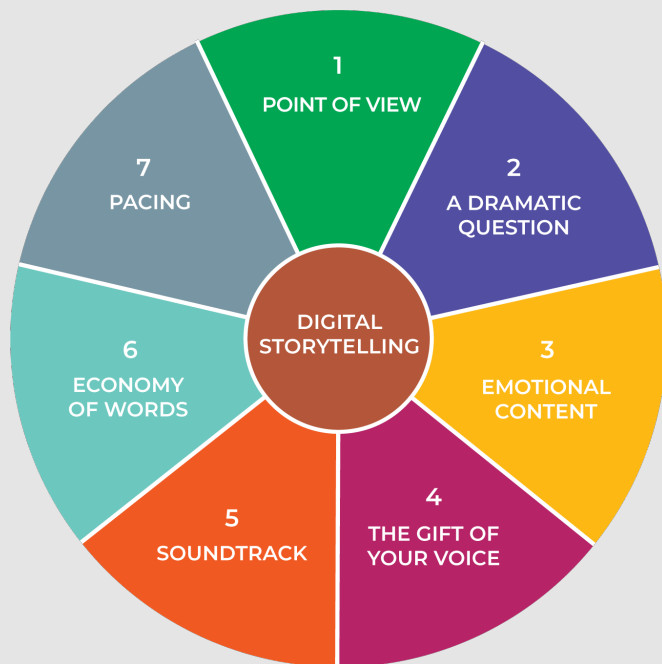 1
POINT OF VIEW
2
A DRAMATIC
QUESTION
3
EMOTIONAL
CONTENT
4
THE GIFT OF
YOUR VOICE
5
SOUNDTRACK
6
ECONOMY
OF WORDS
7
PACING
DIGITAL
STORYTELLING